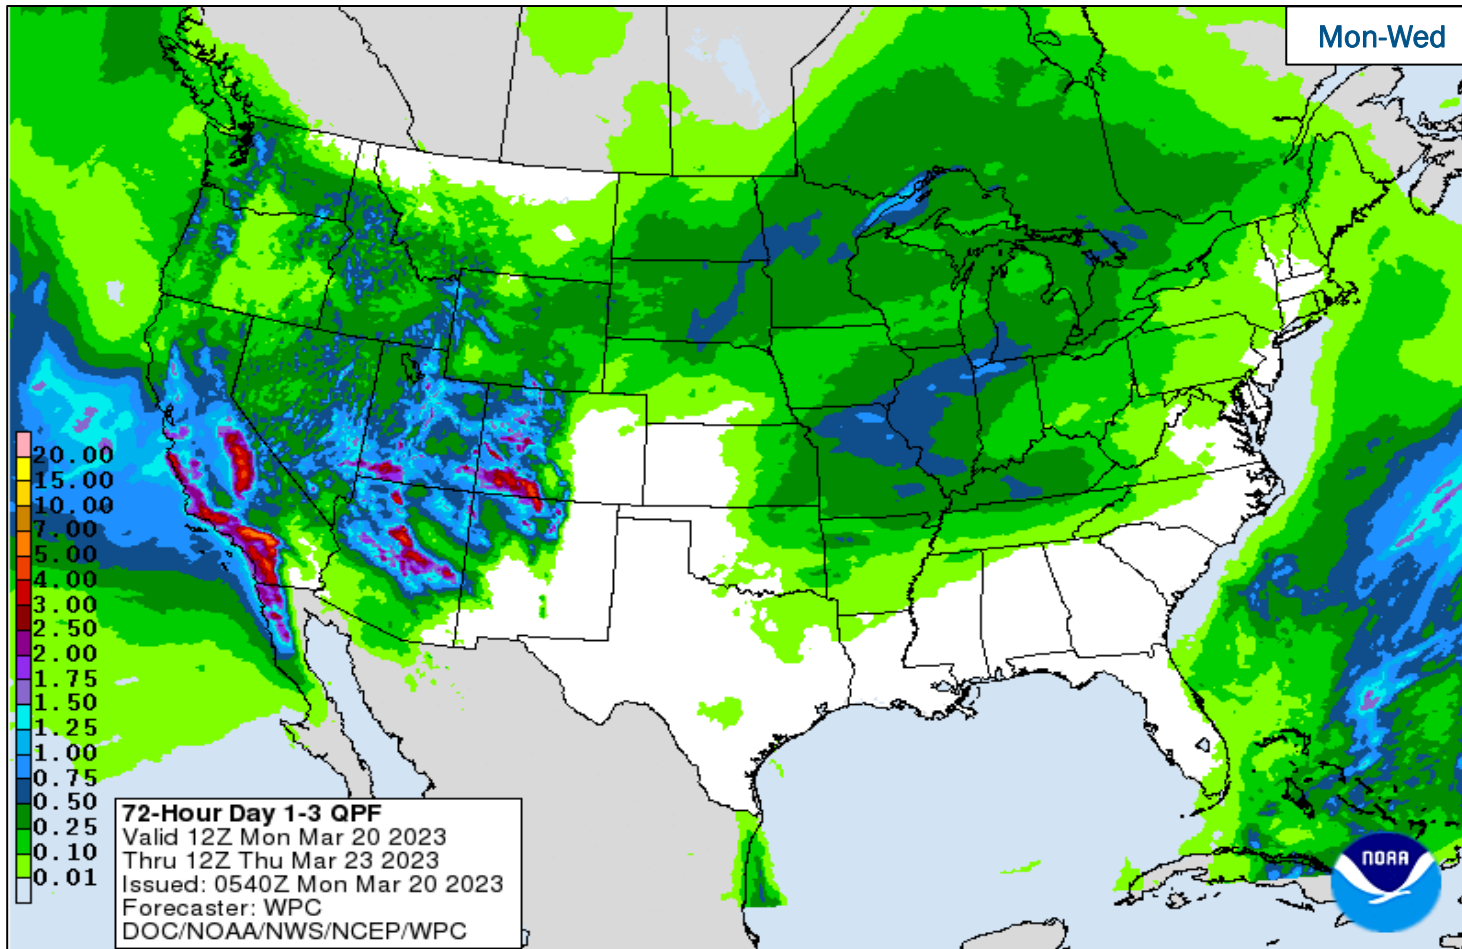 Mon-Wed
20.00
15.00
10.00
7.00
5.00
4.00
3.00
2.50
2.00
1.75
1.50
1.25
1.00
0.75
0.50
0.25
0.10
0.01
72-Hour Day 1-3 QPF
Valid 12Z Mon Mar 20 2023
Thru 12Z Thu Mar 23 2023
Issued: 0540Z Mon Mar 20 2023
Forecaster: WPC
DOC/NOAA/NWS/NCEP/WPC
NOAA